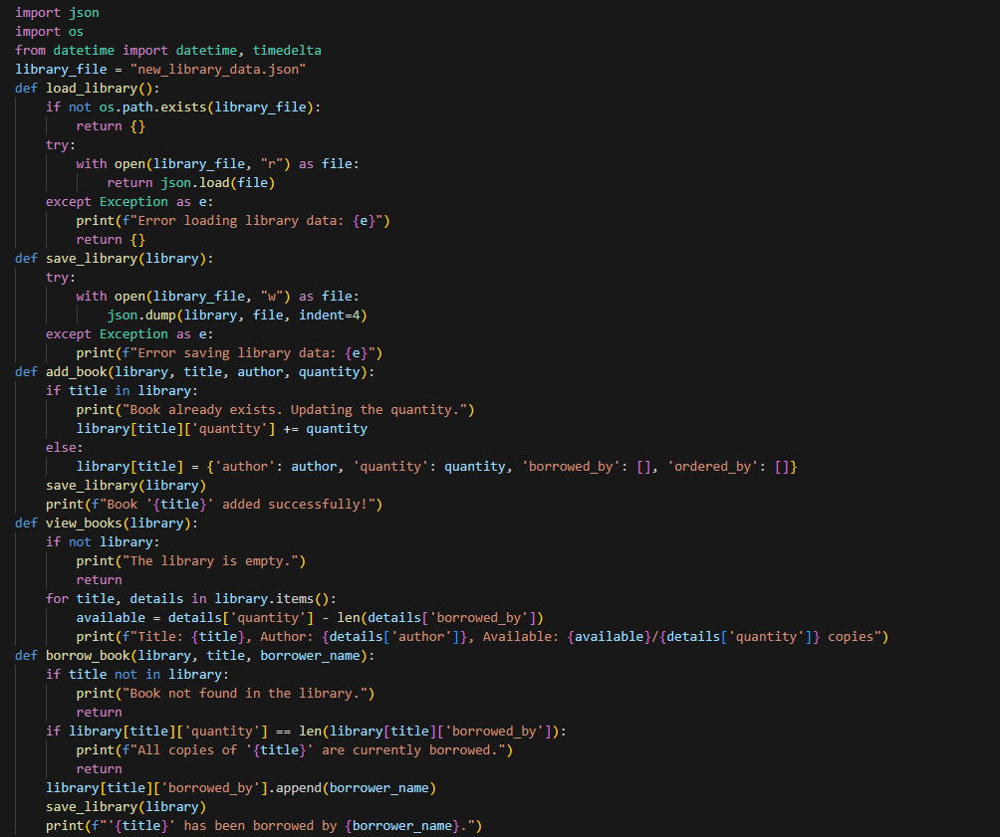 import json
import os
from datetime import datetime, timedelta
library_file = "new_library_data.json"
def load_library():
    if not os.path.exists(library_file):
        return {}
    try:
        with open(library_file, "r") as file:
            return json.load(file)
    except Exception as e:
        print(f"Error loading library data: {e}")
        return {}
def save_library(library):
    try:
        with open(library_file, "w") as file:
            json.dump(library, file, indent=4)
    except Exception as e:
        print(f"Error saving library data: {e}")
def add_book(library, title, author, quantity):
    if title in library:
        print("Book already exists. Updating the quantity.")
        library[title]['quantity'] += quantity
    else:
        library[title] = {'author': author, 'quantity': quantity, 'borrowed_by': [], 'ordered_by': []}
    save_library(library)
    print(f"Book '{title}' added successfully!")
def view_books(library):
    if not library:
        print("The library is empty.")
        return
    for title, details in library.items():
        available = details['quantity'] - len(details['borrowed_by'])
        print(f"Title: {title}, Author: {details['author']}, Available: {available}/{details['quantity']} copies")
def borrow_book(library, title, borrower_name):
    if title not in library:
        print("Book not found in the library.")
        return
    if library[title]['quantity'] == len(library[title]['borrowed_by']):
        print(f"All copies of '{title}' are currently borrowed.")
        return
    library[title]['borrowed_by'].append(borrower_name)
    save_library(library)
    print(f"'{title}' has been borrowed by {borrower_name}.")